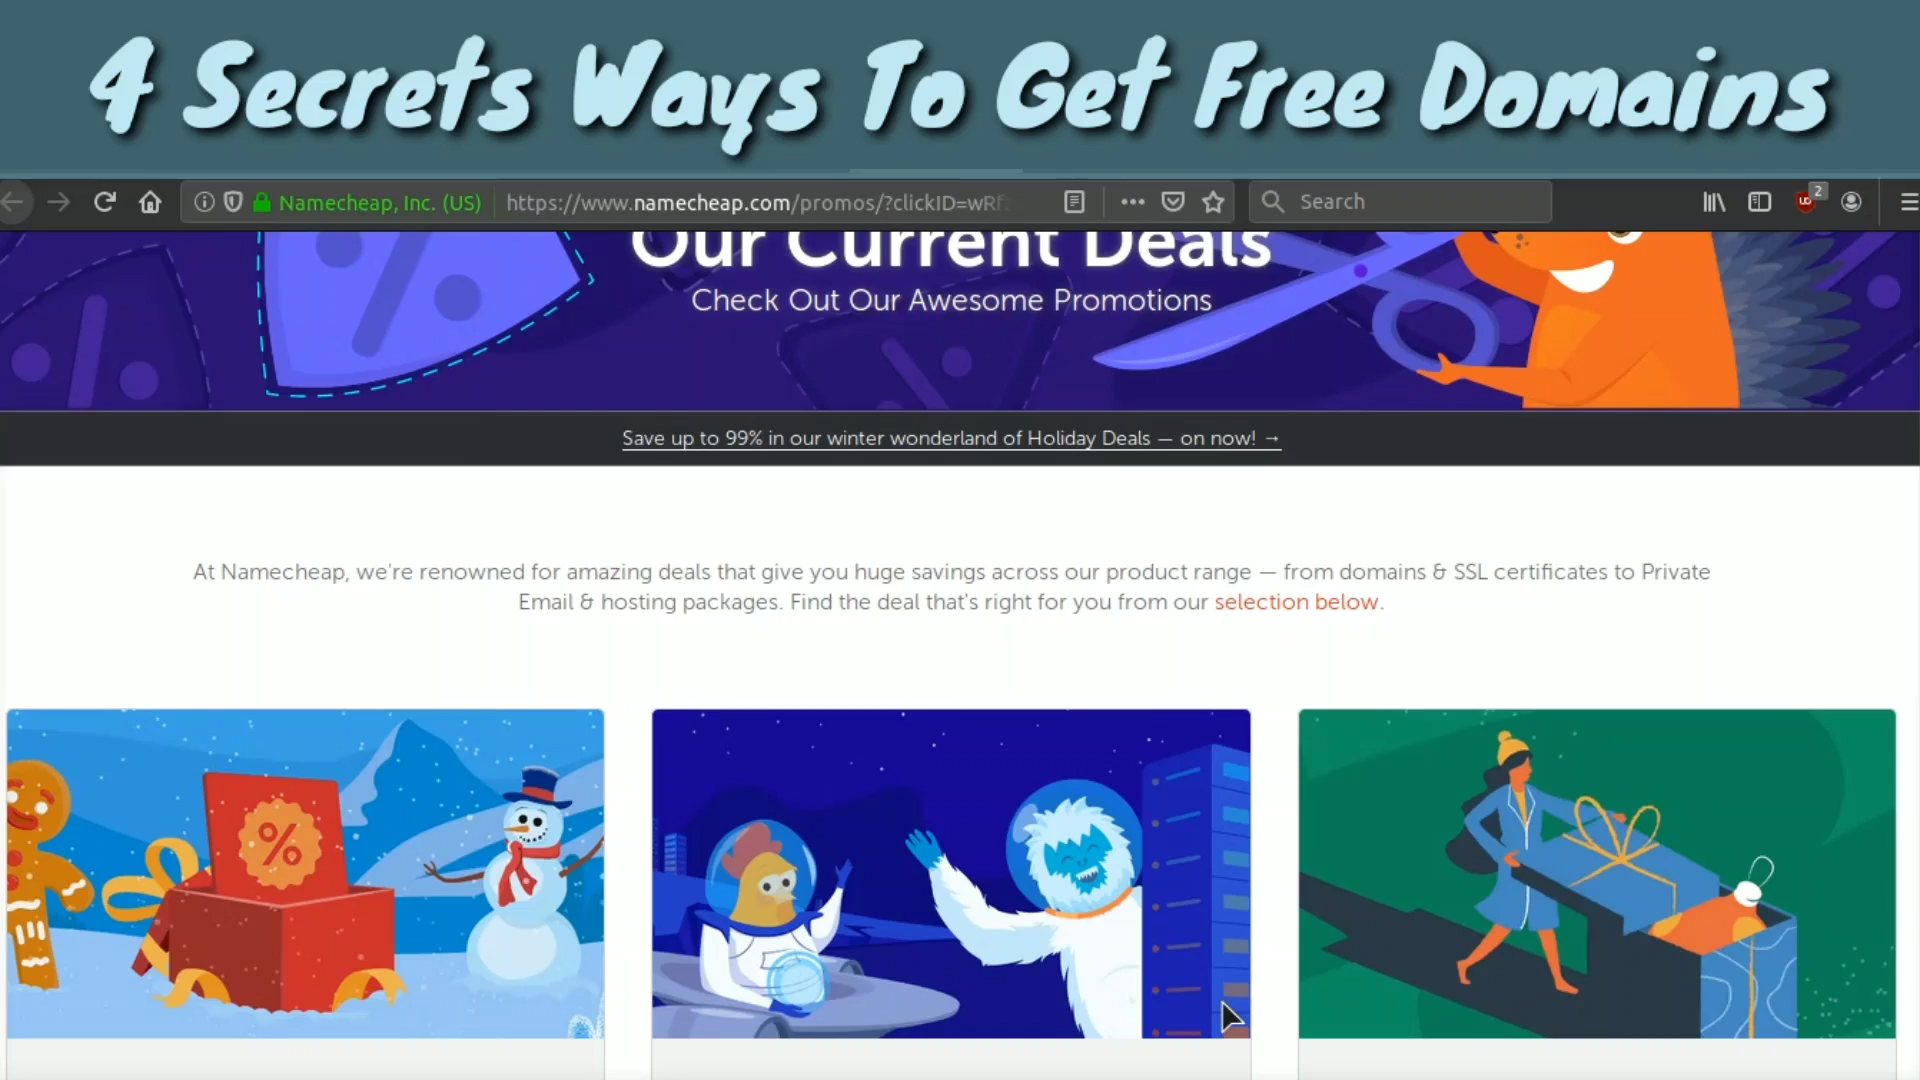 4 Secrets Ways To Get Free Domains
Namecheap, Inc. (US)
https://www.namecheap.com/promos/?clickID=wRf
Search
2
Our Current Deals
Check Out Our Awesome Promotions
Save up to 99% in our winter wonderland of Holiday Deals — on now! →
At Namecheap, we're renowned for amazing deals that give you huge savings across our product range — from domains & SSL certificates to Private
Email & hosting packages. Find the deal that's right for you from our selection below.
%